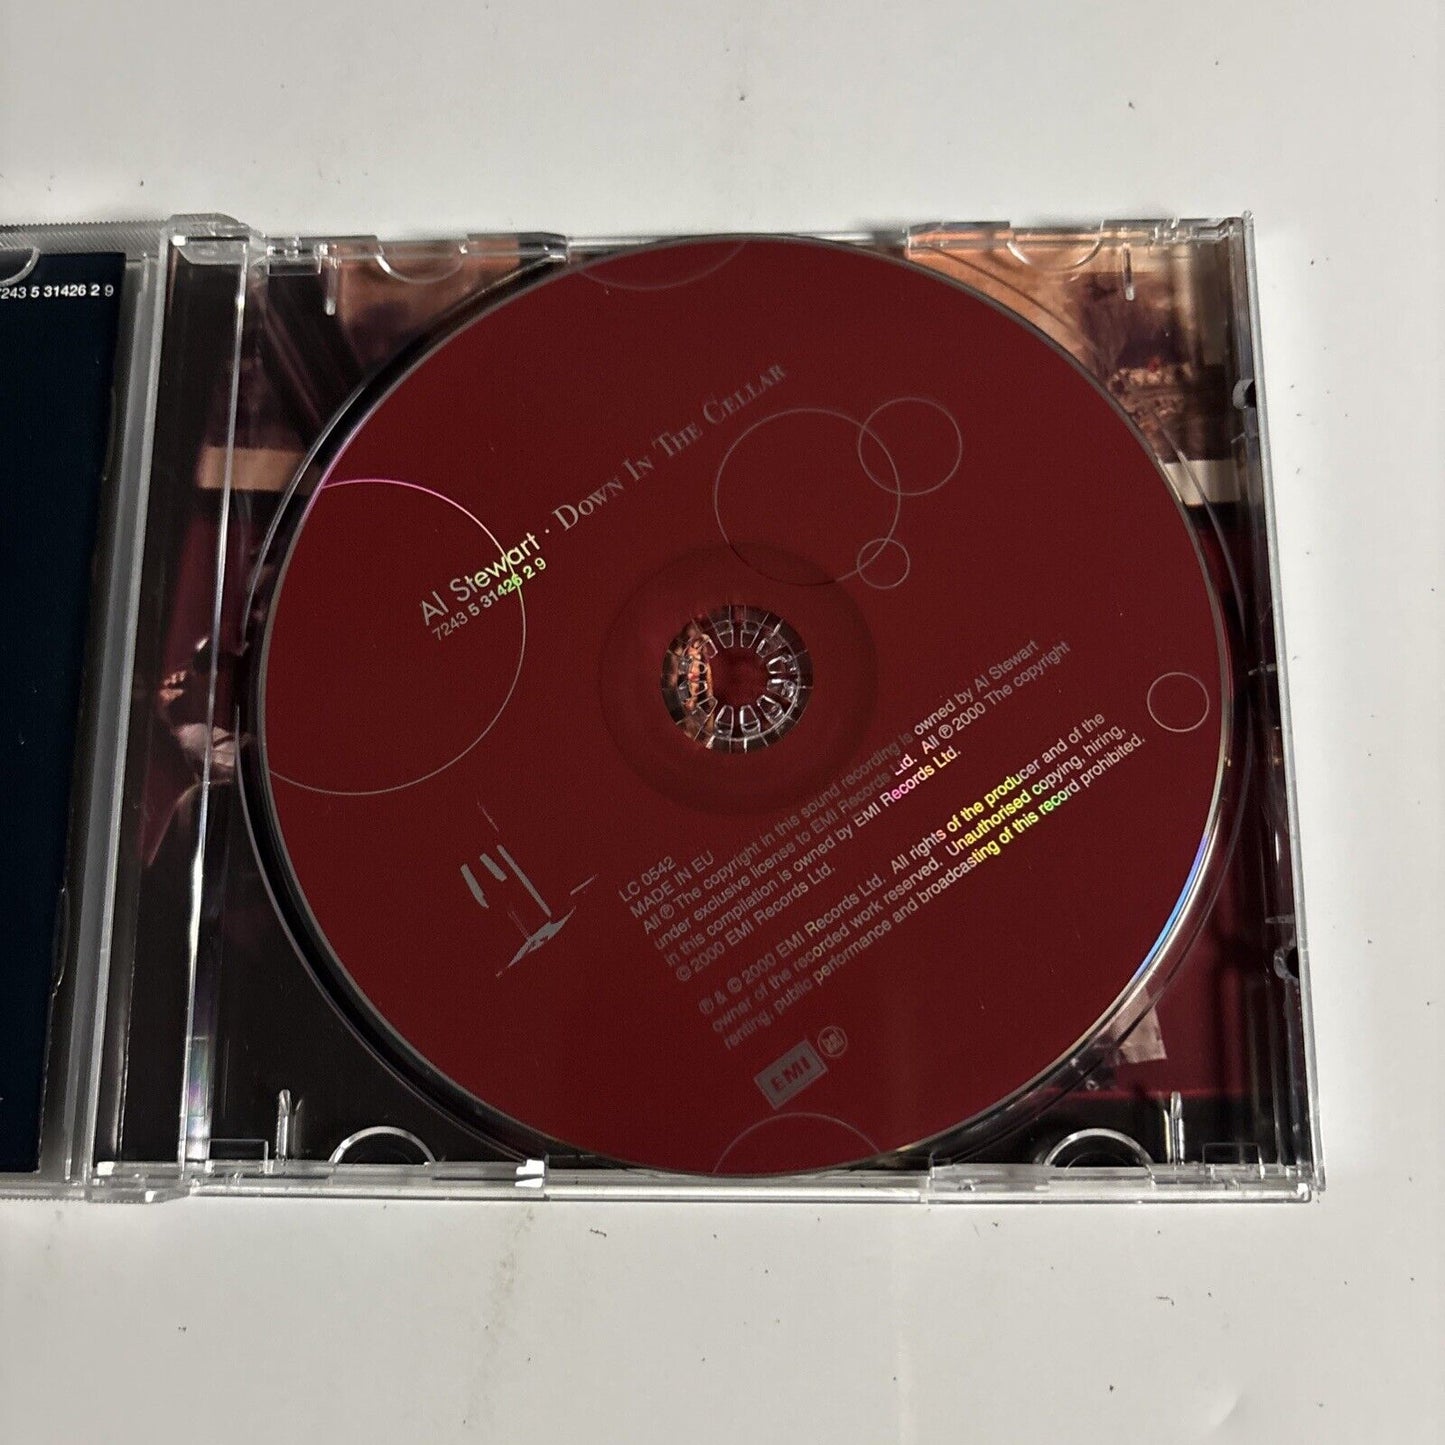 7243 5 31426 2 9
Al Stewart · Down In The Cellar
7243 5 31426 2 9
LC 0542
MADE IN EU
All ℗ The copyright in this sound recording is owned by Al Stewart
under exclusive license to EMI Records Ltd. All ℗ 2000 The copyright
in this compilation is owned by EMI Records Ltd.
© 2000 EMI Records Ltd.
℗ & © 2000 EMI Records Ltd. All rights of the producer and of the
owner of the recorded work reserved. Unauthorised copying, hiring,
renting, public performance and broadcasting of this record prohibited.
EMI